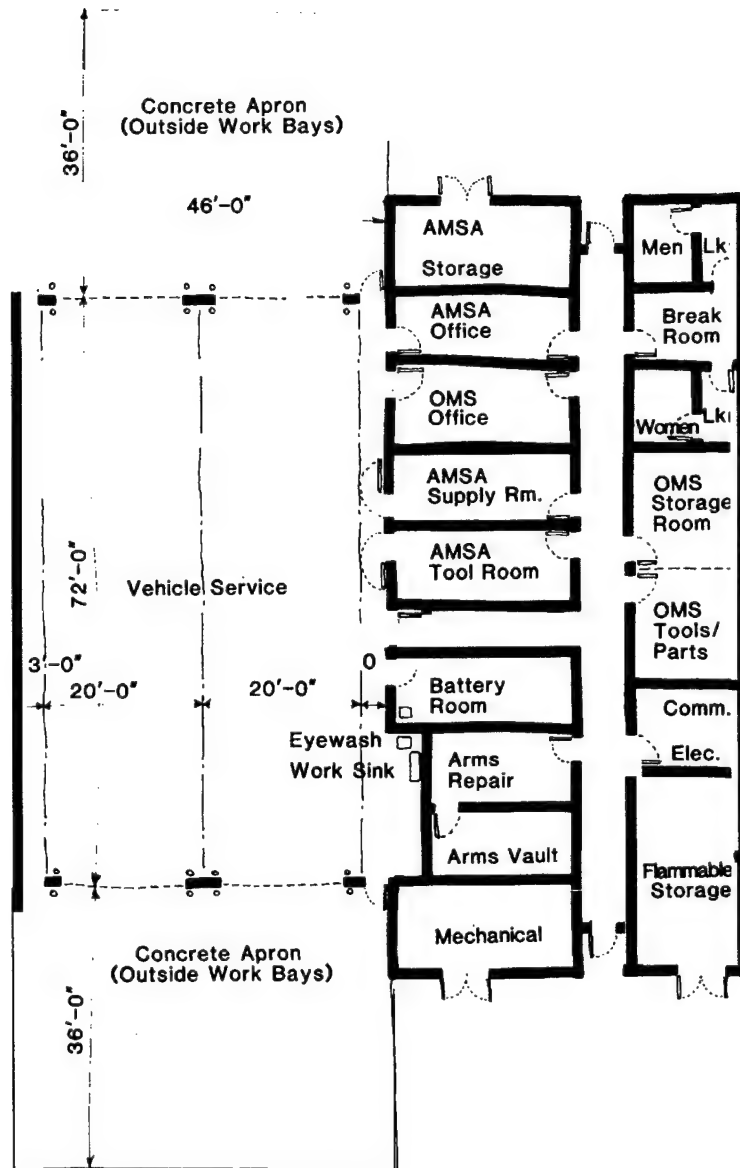 36'-0"
Concrete Apron
(Outside Work Bays)
46'-0"
AMSA
Storage
Men
Lk
AMSA
Office
Break
Room
OMS
Office
Women
Lk
AMSA
Supply Rm.
OMS
Storage
Room
AMSA
Tool Room
72'-0"
Vehicle Service
OMS
Tools/
Parts
3'-0"
20'-0"
20'-0"
0
Battery
Room
Comm.
Elec.
Eyewash
Work Sink
Arms
Repair
Arms Vault
Flammable
Storage
Mechanical
Concrete Apron
(Outside Work Bays)
36'-0"